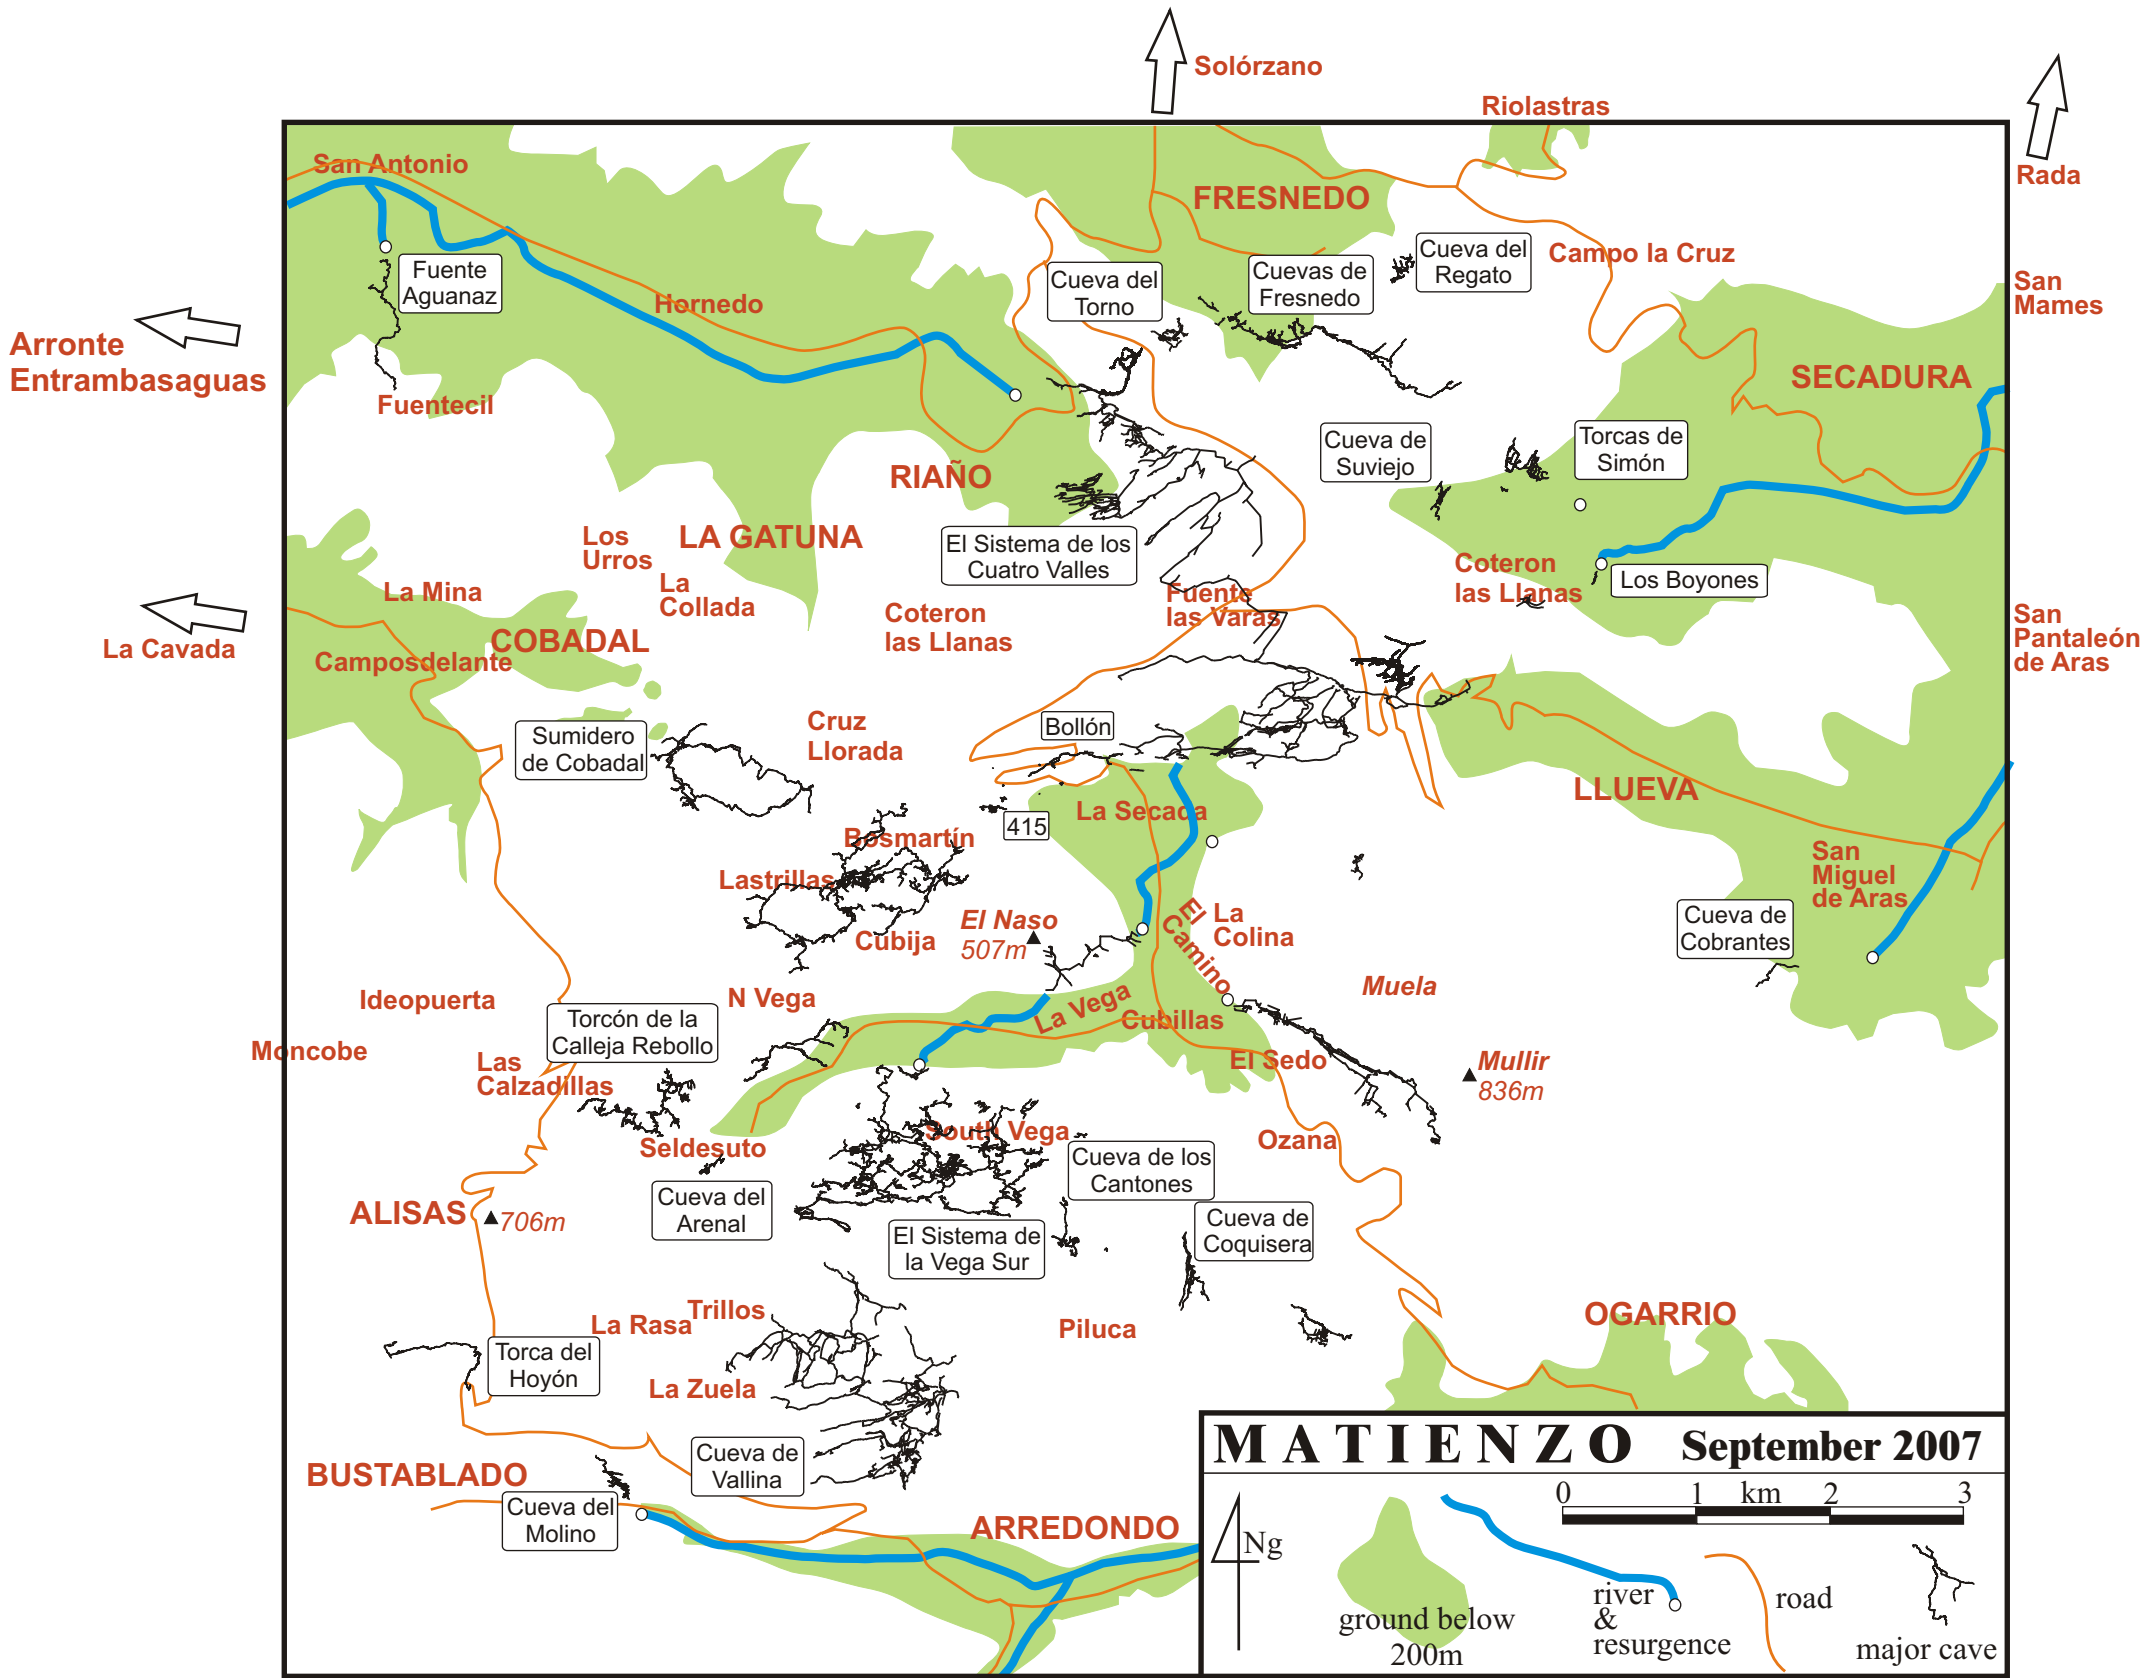 Solórzano
Riolastras
Rada
San Antonio
FRESNEDO
Campo la Cruz
San
Mames
Fuente
Aguanaz
Hornedo
Cueva del
Torno
Cuevas de
Fresnedo
Cueva del
Regato
Arronte
Entrambasaguas
Fuentecil
SECADURA
RIAÑO
Cueva de
Suviejo
Torcas de
Simón
Los
Urros
LA GATUNA
El Sistema de los
Cuatro Valles
La
Collada
La Mina
Coteron
las Llanas
Fuente
las Varas
Coteron
las Llanas
Los Boyones
La Cavada
COBADAL
Camposdelante
San
Pantaleón
de Aras
Sumidero
de Cobadal
Cruz
Llorada
Bollón
LLUEVA
La Secada
415
Bosmartín
Lastrillas
Cubija
El Naso
507m
El
Camino
La
Colina
San
Miguel
de Aras
Cueva de
Cobrantes
Ideopuerta
N Vega
La Vega
Cubillas
Muela
Moncobe
Torcón de la
Calleja Rebollo
Las
Calzadillas
El Sedo
Mullir
836m
Seldesuto
South Vega
Ozana
Cueva de los
Cantones
Cueva del
Arenal
ALISAS
706m
El Sistema de
la Vega Sur
Cueva de
Coquisera
La Rasa
Trillos
Piluca
OGARRIO
Torca del
Hoyón
La Zuela
BUSTABLADO
Cueva de
Vallina
Cueva del
Molino
ARREDONDO
MATIENZO September 2007
0 1 km 2 3
Ng
ground below
200m
river
&
resurgence
road
major cave